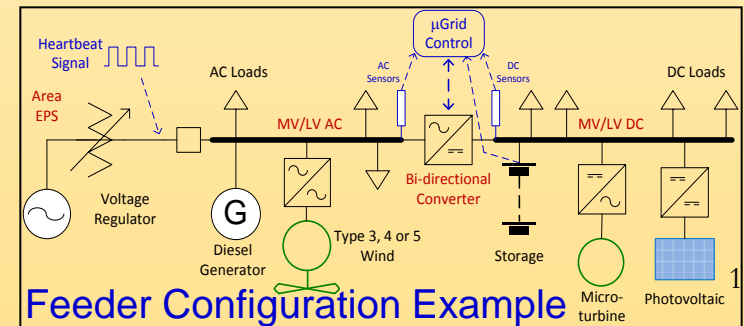 Heartbeat
Signal
Area
EPS
Voltage
Regulator
AC Loads
MV/LV AC
G
Diesel
Generator
Type 3, 4 or 5
Wind
AC
Sensors
µGrid
Control
DC
Sensors
Bi-directional
Converter
Storage
DC Loads
MV/LV DC
Micro-
turbine
Photovoltaic
1
Feeder Configuration Example